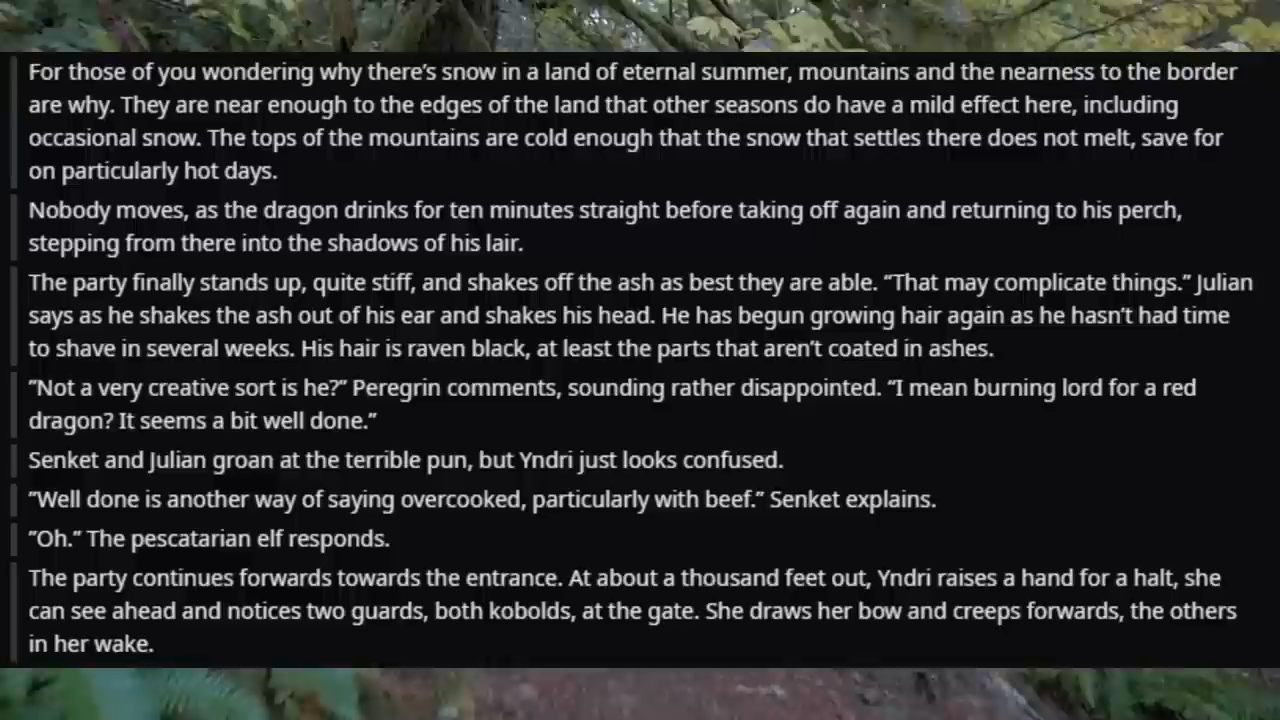 For those of you wondering why there’s snow in a land of eternal summer, mountains and the nearness to the border
are why. They are near enough to the edges of the land that other seasons do have a mild effect here, including
occasional snow. The tops of the mountains are cold enough that the snow that settles there does not melt, save for
on particularly hot days.
Nobody moves, as the dragon drinks for ten minutes straight before taking off again and returning to his perch,
stepping from there into the shadows of his lair.
The party finally stands up, quite stiff, and shakes off the ash as best they are able. “That may complicate things.” Julian
says as he shakes the ash out of his ear and shakes his head. He has begun growing hair again as he hasn’t had time
to shave in several weeks. His hair is raven black, at least the parts that aren’t coated in ashes.
“Not a very creative sort is he?” Peregrin comments, sounding rather disappointed. “I mean burning lord for a red
dragon? It seems a bit well done.”
Senket and Julian groan at the terrible pun, but Yndri just looks confused.
“Well done is another way of saying overcooked, particularly with beef.” Senket explains.
“Oh.” The pescatarian elf responds.
The party continues forwards towards the entrance. At about a thousand feet out, Yndri raises a hand for a halt, she
can see ahead and notices two guards, both kobolds, at the gate. She draws her bow and creeps forwards, the others
in her wake.